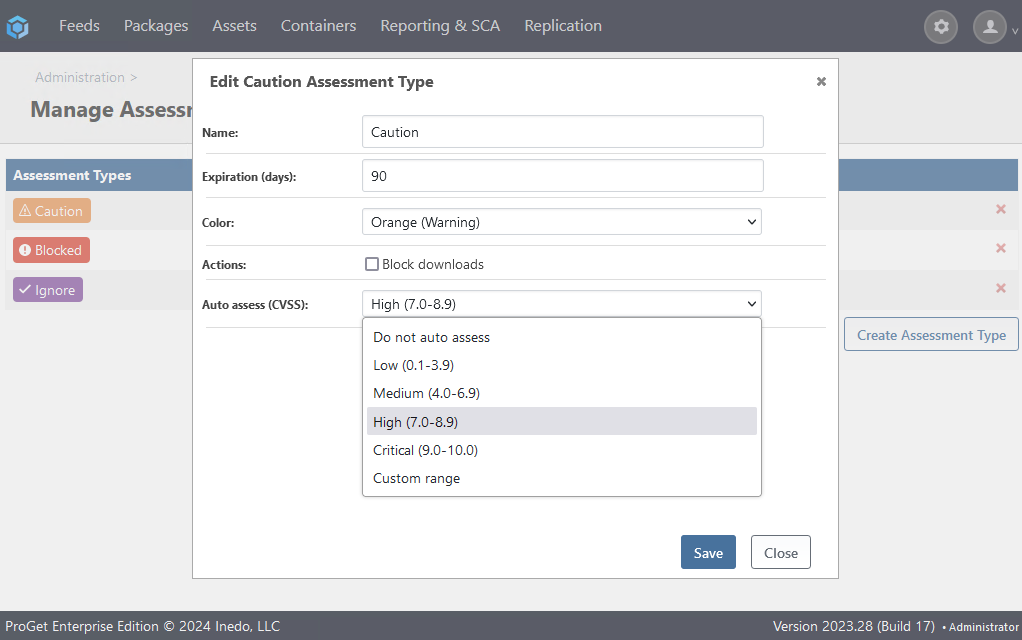 Feeds Packages Assets Containers Reporting & SCA Replication
Administration >
Manage Assess
Edit Caution Assessment Type
Name:
Caution
Expiration (days):
90
Color:
Orange (Warning)
Actions:
Block downloads
Auto assess (CVSS):
High (7.0-8.9)
Do not auto assess
Low (0.1-3.9)
Medium (4.0-6.9)
High (7.0-8.9)
Critical (9.0-10.0)
Custom range
Save
Close
Assessment Types
Caution
Blocked
Ignore
Create Assessment Type
ProGet Enterprise Edition © 2024 Inedo, LLC
Version 2023.28 (Build 17) • Administrator